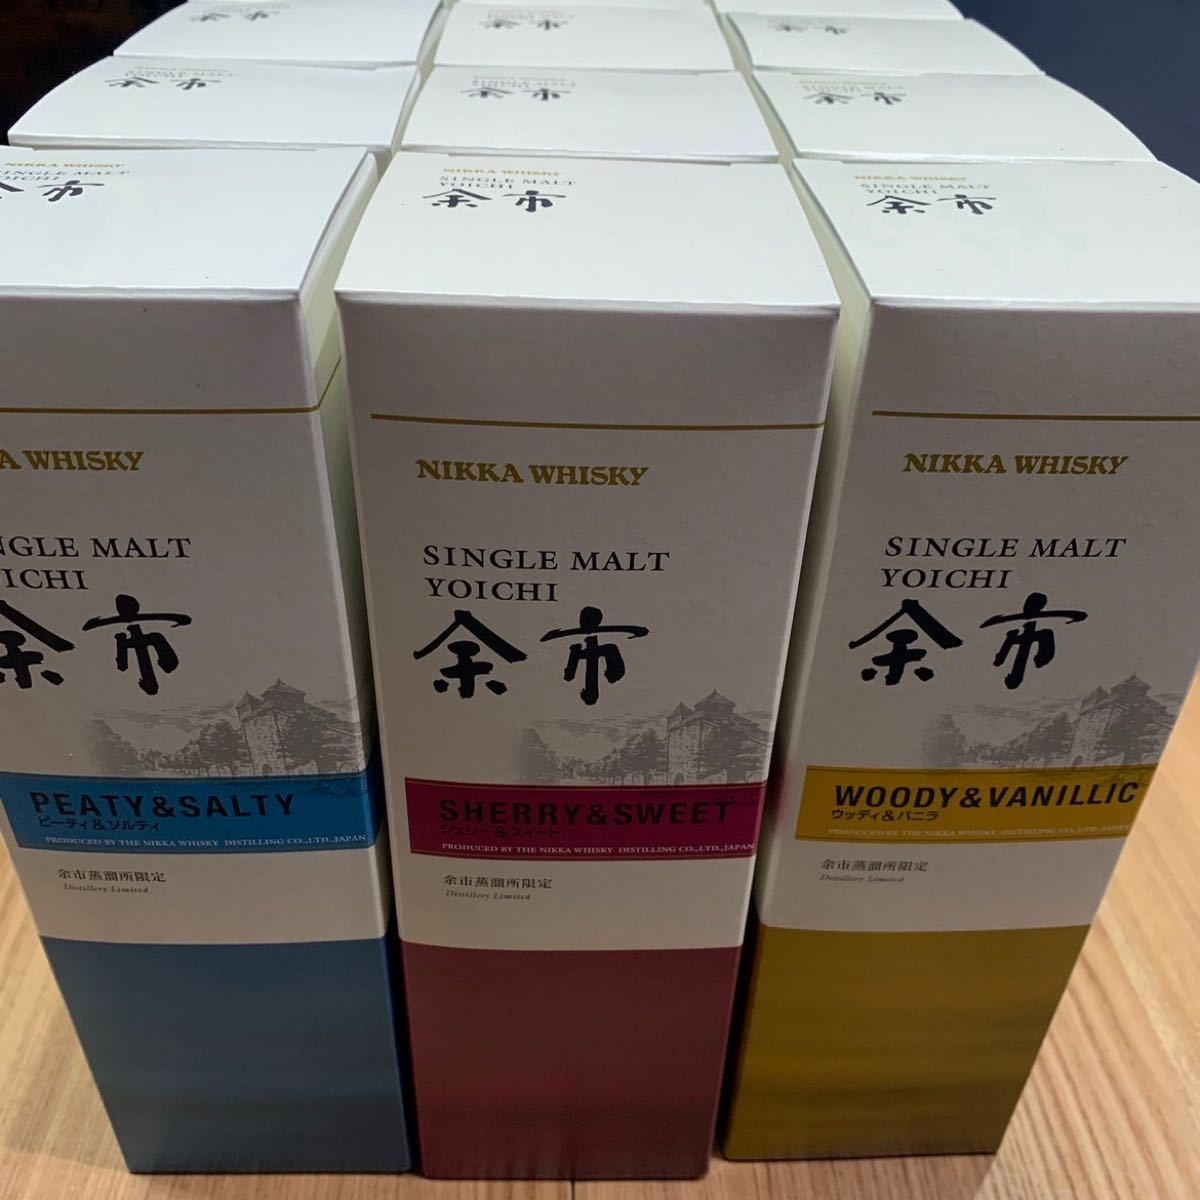 NIKKA WHISKY
SINGLE MALT
余市
NIKKA WHISKY
SINGLE MALT
YOICHI
余市
NIKKA WHISKY
SINGLE MALT
YOICHI
余市
A WHISKY
NGLE MALT
ICHI
余市
PEATY&SALTY
ピーティ&ソルティ
PRODUCED BY THE NIKKA WHISKY DISTILLING CO.,LTD.,JAPAN
余市蒸溜所限定
Distillery Limited
NIKKA WHISKY
SINGLE MALT
YOICHI
余市
SHERRY&SWEET
シェリー&スイート
PRODUCED BY THE NIKKA WHISKY DISTILLING CO.,LTD.,JAPAN
余市蒸溜所限定
Distillery Limited
NIKKA WHISKY
SINGLE MALT
YOICHI
余市
WOODY&VANILLIC
ウッディ&バニラ
PRODUCED BY THE NIKKA WHISKY DISTILLING CO.,LTD.,JAPAN
余市蒸溜所限定
Distillery Limited